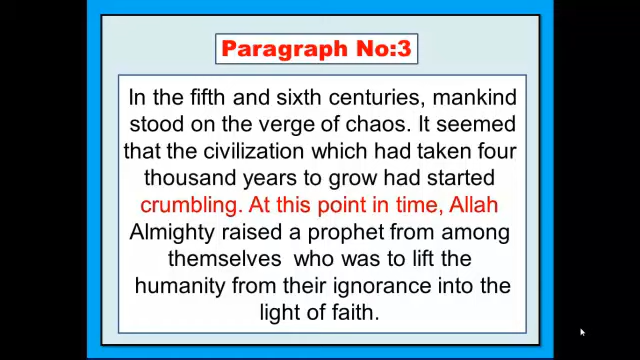 Paragraph No:3
In the fifth and sixth centuries, mankind
stood on the verge of chaos. It seemed
that the civilization which had taken four
thousand years to grow had started
crumbling. At this point in time, Allah
Almighty raised a prophet from among
themselves who was to lift the
humanity from their ignorance into the
light of faith.